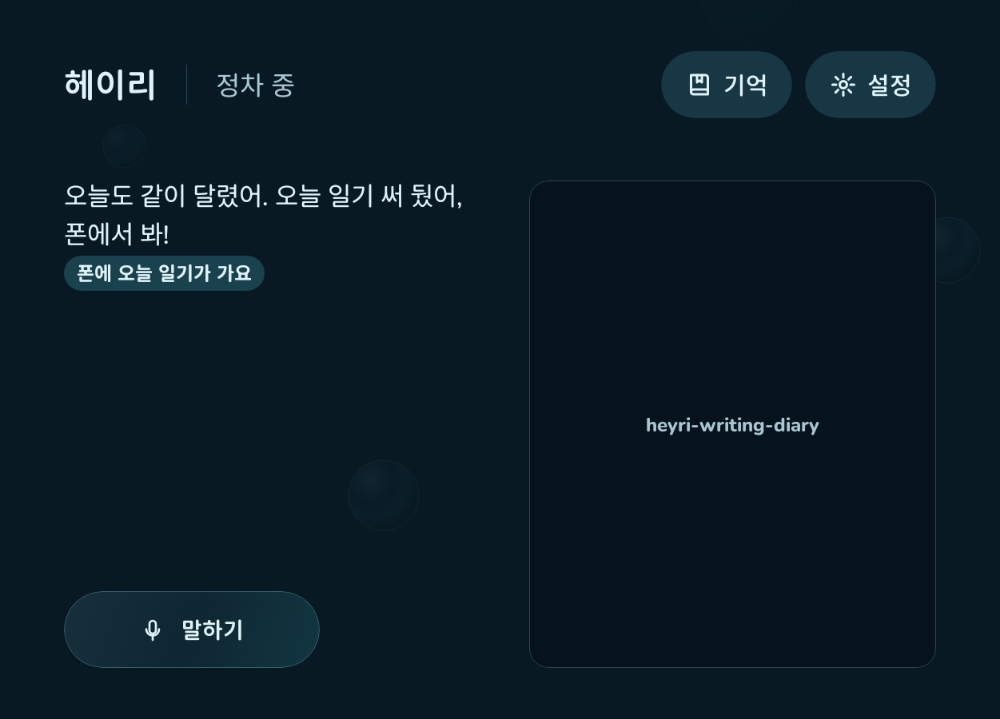 헤이리
정차 중
기억
설정
오늘도 같이 달렸어. 오늘 일기 써 뒀어,
폰에서 봐!
폰에 오늘 일기가 가요
heyri-writing-diary
말하기